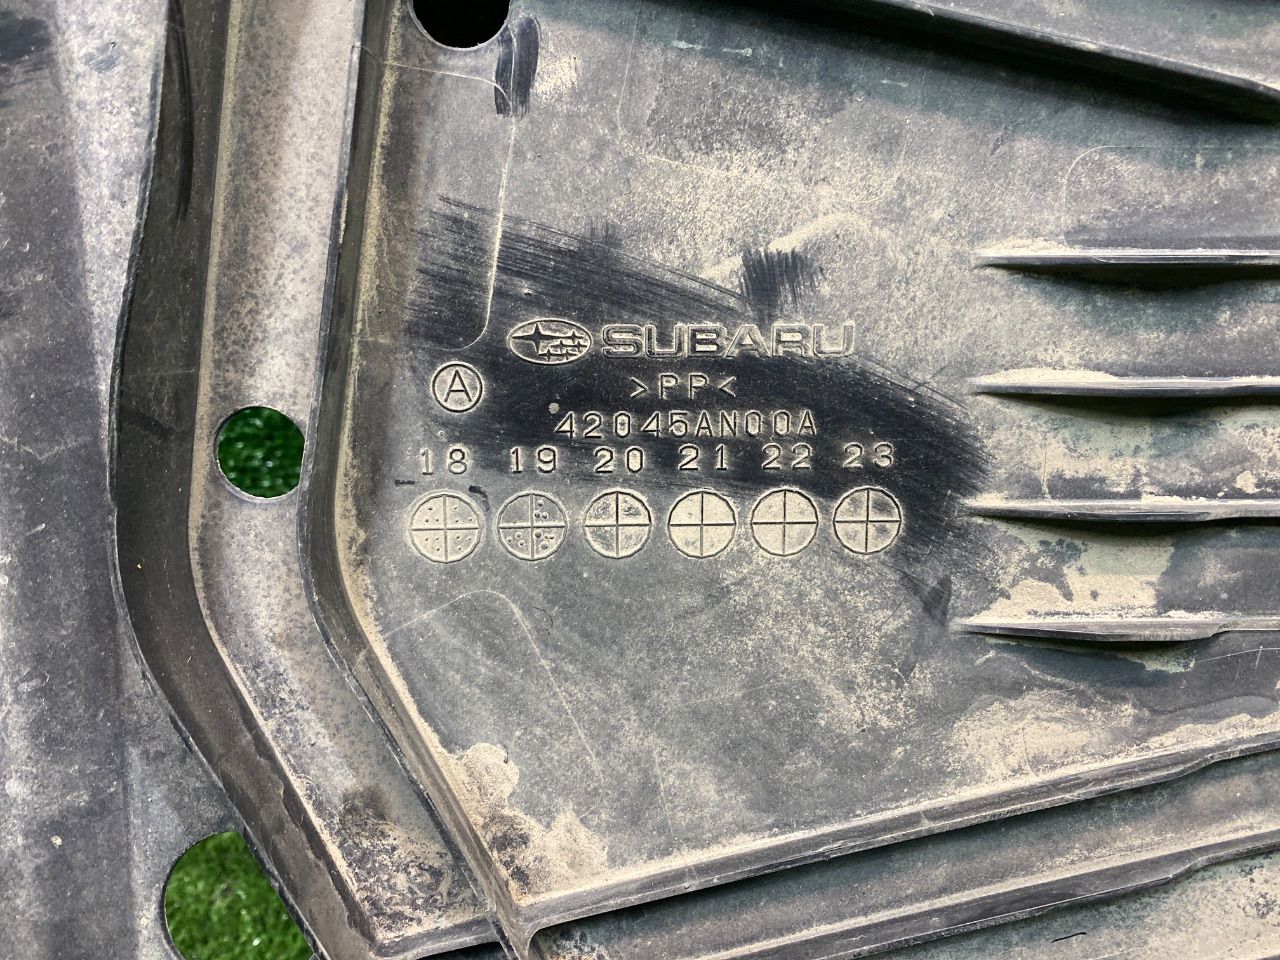 SUBARU
A
>PP<
42045AN00A
18 19 20 21 22 23